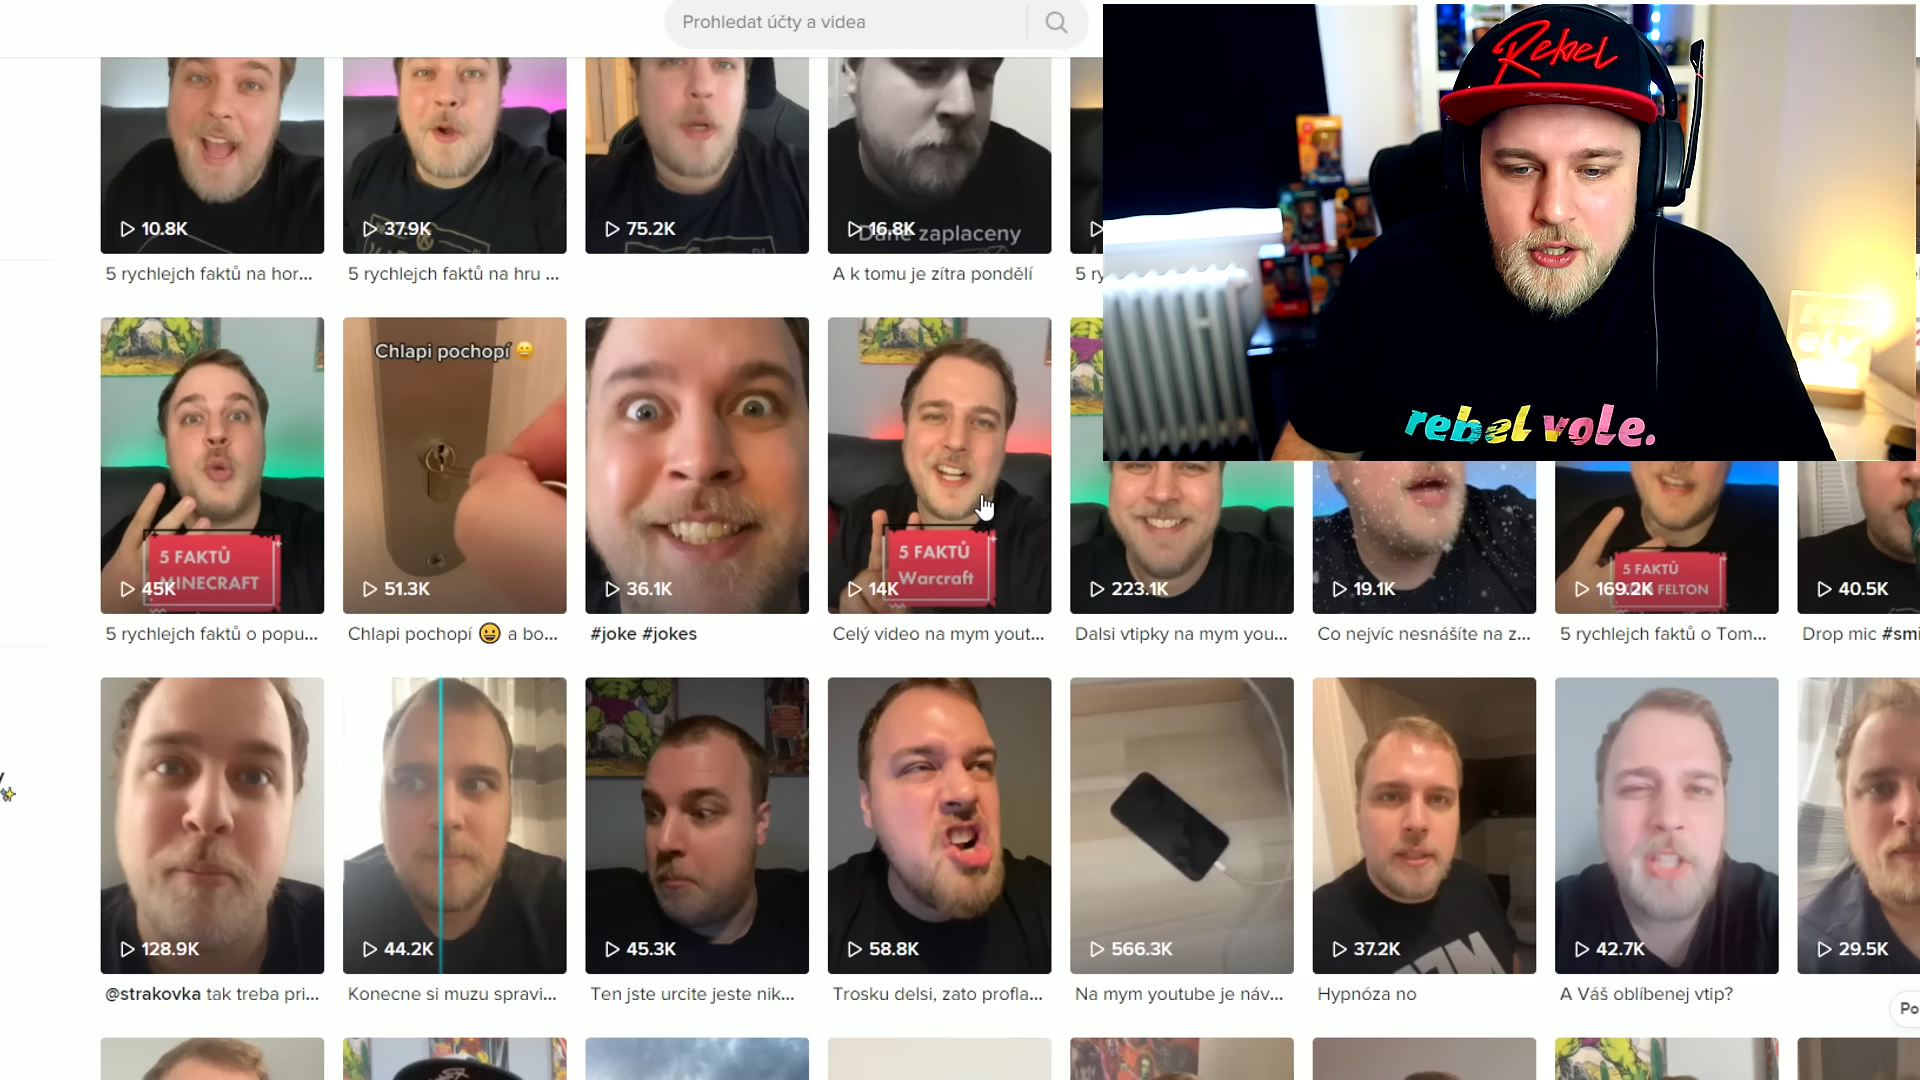 Prohledat účty a videa
Rebel
rebel vole.
10.8K
37.9K
75.2K
16.8K
Daně zaplaceny
5 rychlejch faktů na hor...
5 rychlejch faktů na hru ...
A k tomu je zítra pondělí
5 ry
Chlapi pochopí 😀
5 FAKTŮ
MINECRAFT
45K
51.3K
36.1K
5 FAKTŮ
Warcraft
14K
223.1K
19.1K
5 FAKTŮ
FELTON
169.2K
40.5K
5 rychlejch faktů o popu...
Chlapi pochopí 😀 a bo...
#joke #jokes
Celý video na mym yout...
Dalsi vtipky na mym you...
Co nejvíc nesnášíte na z...
5 rychlejch faktů o Tom...
Drop mic #smi
128.9K
44.2K
45.3K
58.8K
566.3K
37.2K
42.7K
29.5K
@strakovka tak treba pri...
Konecne si muzu spravi...
Ten jste urcite jeste nik...
Trosku delsi, zato profla...
Na mym youtube je náv...
Hypnóza no
A Váš oblíbenej vtip?
Po